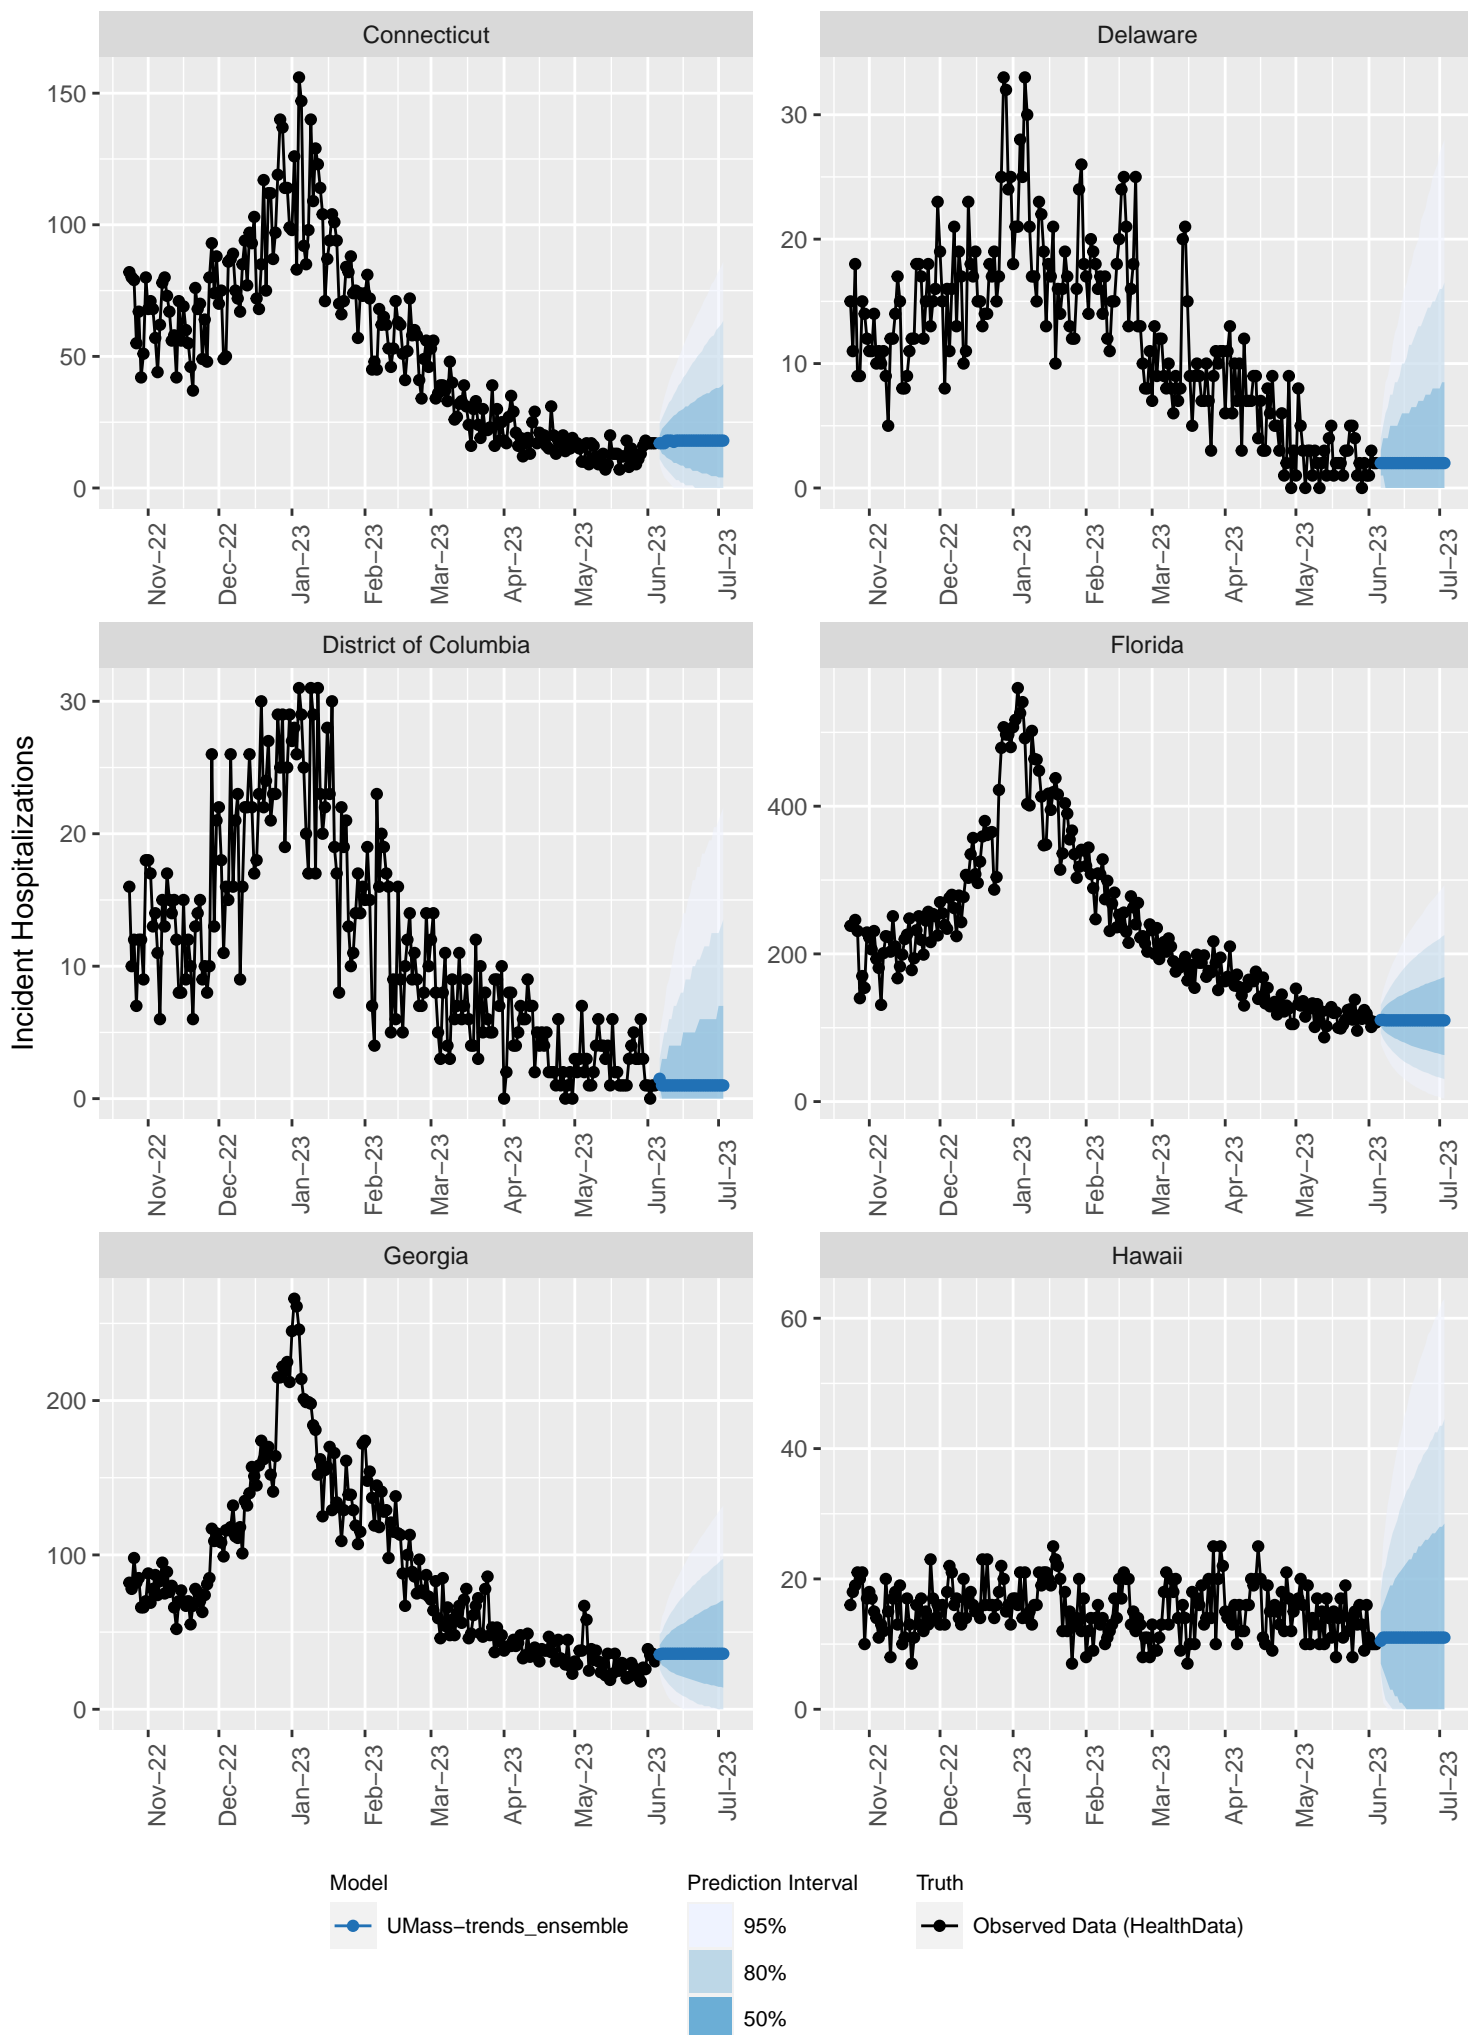 Connecticut
Delaware
150
100
50
0
30
20
10
0
Nov−22
Dec−22
Jan−23
Feb−23
Mar−23
Apr−23
May−23
Jun−23
Jul−23
Nov−22
Dec−22
Jan−23
Feb−23
Mar−23
Apr−23
May−23
Jun−23
Jul−23
Incident Hospitalizations
District of Columbia
Florida
30
20
10
0
400
200
0
Nov−22
Dec−22
Jan−23
Feb−23
Mar−23
Apr−23
May−23
Jun−23
Jul−23
Nov−22
Dec−22
Jan−23
Feb−23
Mar−23
Apr−23
May−23
Jun−23
Jul−23
Georgia
Hawaii
200
100
0
60
40
20
0
Nov−22
Dec−22
Jan−23
Feb−23
Mar−23
Apr−23
May−23
Jun−23
Jul−23
Nov−22
Dec−22
Jan−23
Feb−23
Mar−23
Apr−23
May−23
Jun−23
Jul−23
Model
UMass−trends_ensemble
Prediction Interval
95%
80%
50%
Truth
Observed Data (HealthData)